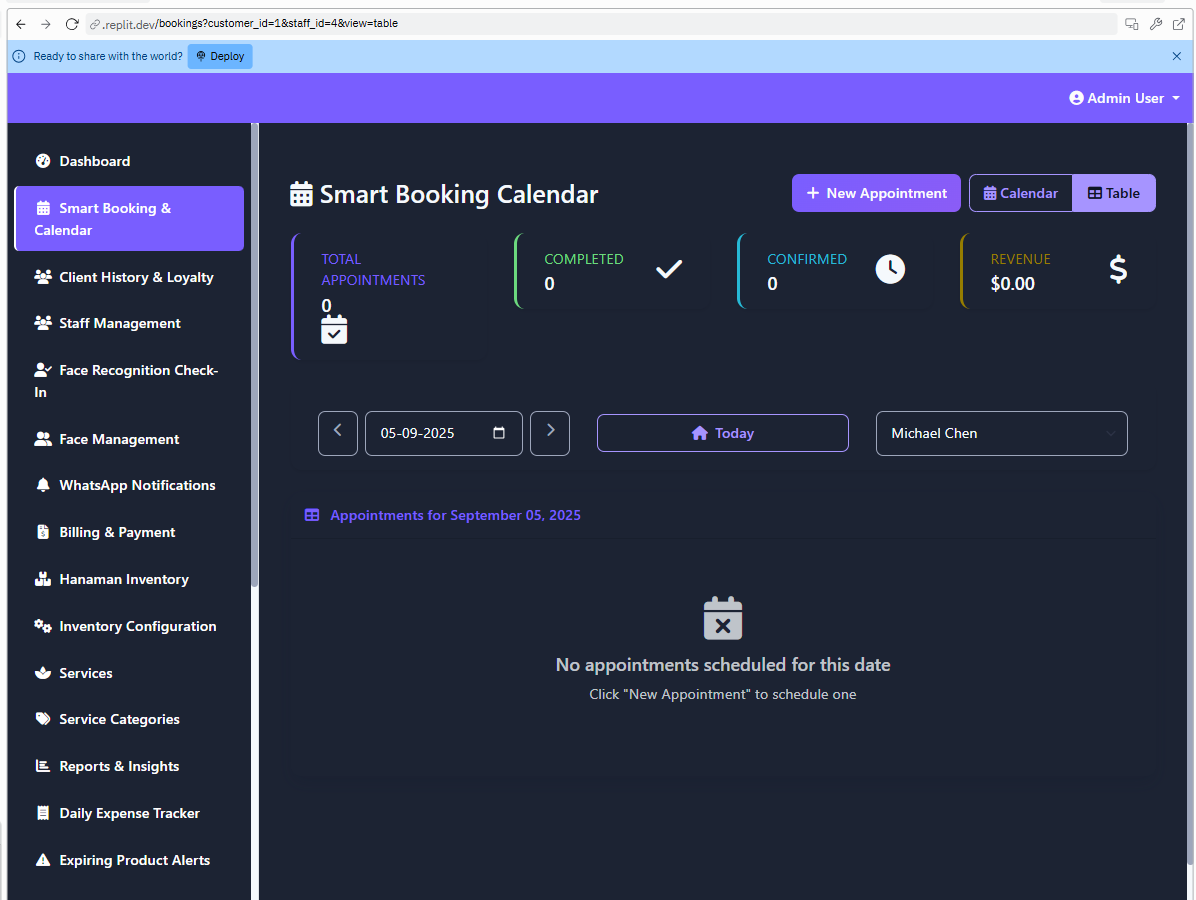 .replit.dev/bookings?customer_id=1&staff_id=4&view=table
Ready to share with the world? Deploy
Admin User
Dashboard
Smart Booking &
Calendar
Client History & Loyalty
Staff Management
Face Recognition Check-
In
Face Management
WhatsApp Notifications
Billing & Payment
Hanaman Inventory
Inventory Configuration
Services
Service Categories
Reports & Insights
Daily Expense Tracker
Expiring Product Alerts
Smart Booking Calendar
New Appointment
Calendar
Table
TOTAL
APPOINTMENTS
0
COMPLETED
0
CONFIRMED
0
REVENUE
$0.00
05-09-2025
Today
Michael Chen
Appointments for September 05, 2025
No appointments scheduled for this date
Click "New Appointment" to schedule one